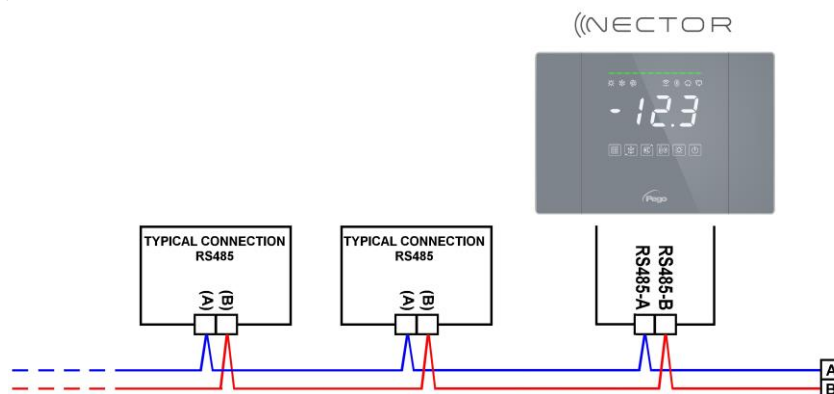 NECTOR
-12.3
Pego
TYPICAL CONNECTION
RS485
(A)
(B)
TYPICAL CONNECTION
RS485
(A)
(B)
RS485-A
RS485-B
A
B